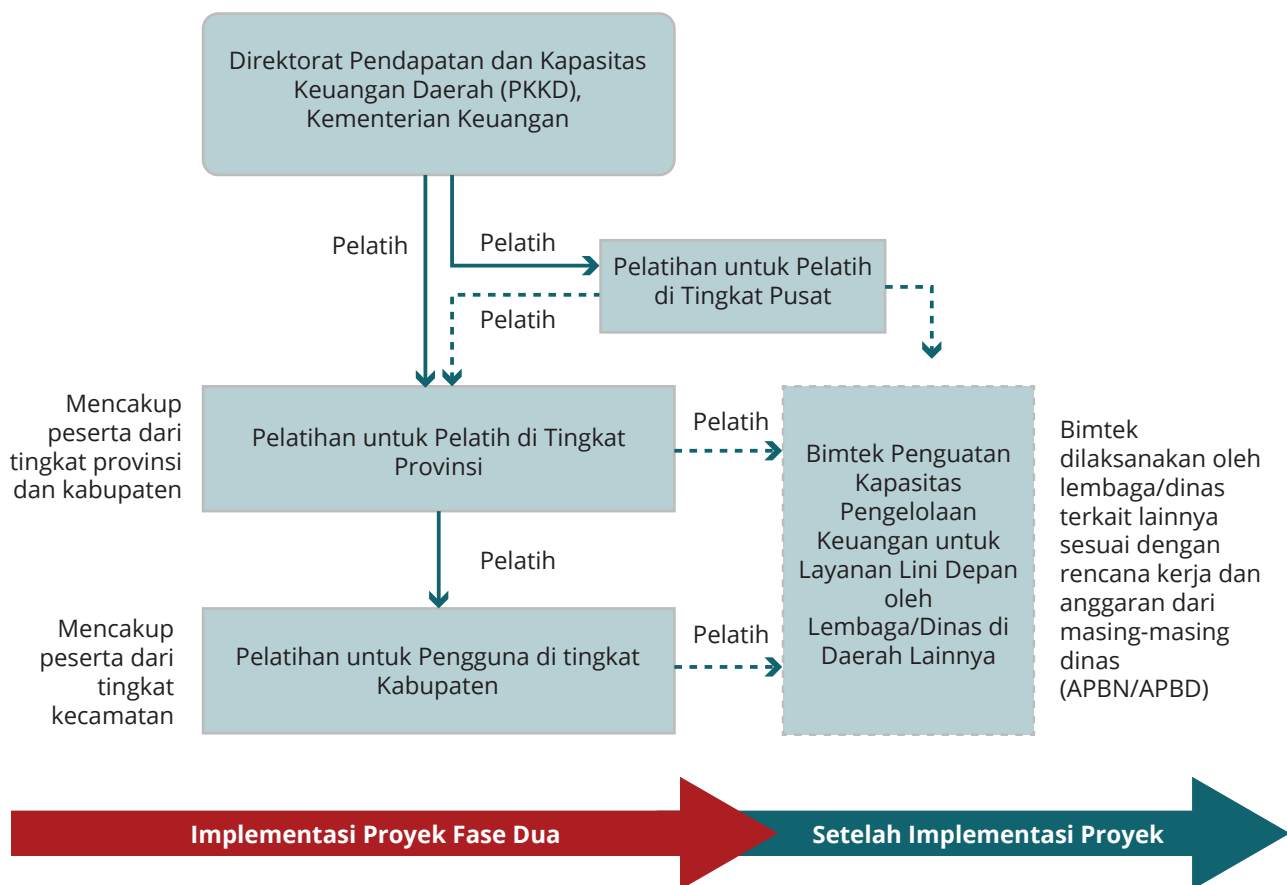 Direktorat Pendapatan dan Kapasitas
Keuangan Daerah (PKKD),
Kementerian Keuangan
Pelatih
Pelatih
Pelatihan untuk Pelatih
di Tingkat Pusat
Pelatih
Mencakup
peserta dari
tingkat provinsi
dan kabupaten
Pelatihan untuk Pelatih di Tingkat
Provinsi
Pelatih
Bimtek Penguatan
Kapasitas
Pengelolaan
Keuangan untuk
Layanan Lini Depan
oleh
Lembaga/Dinas di
Daerah Lainnya
Bimtek
dilaksanakan oleh
lembaga/dinas
terkait lainnya
sesuai dengan
rencana kerja dan
anggaran dari
masing-masing
dinas
(APBN/APBD)
Pelatih
Mencakup
peserta dari
tingkat
kecamatan
Pelatihan untuk Pengguna di tingkat
Kabupaten
Pelatih
Implementasi Proyek Fase Dua
Setelah Implementasi Proyek